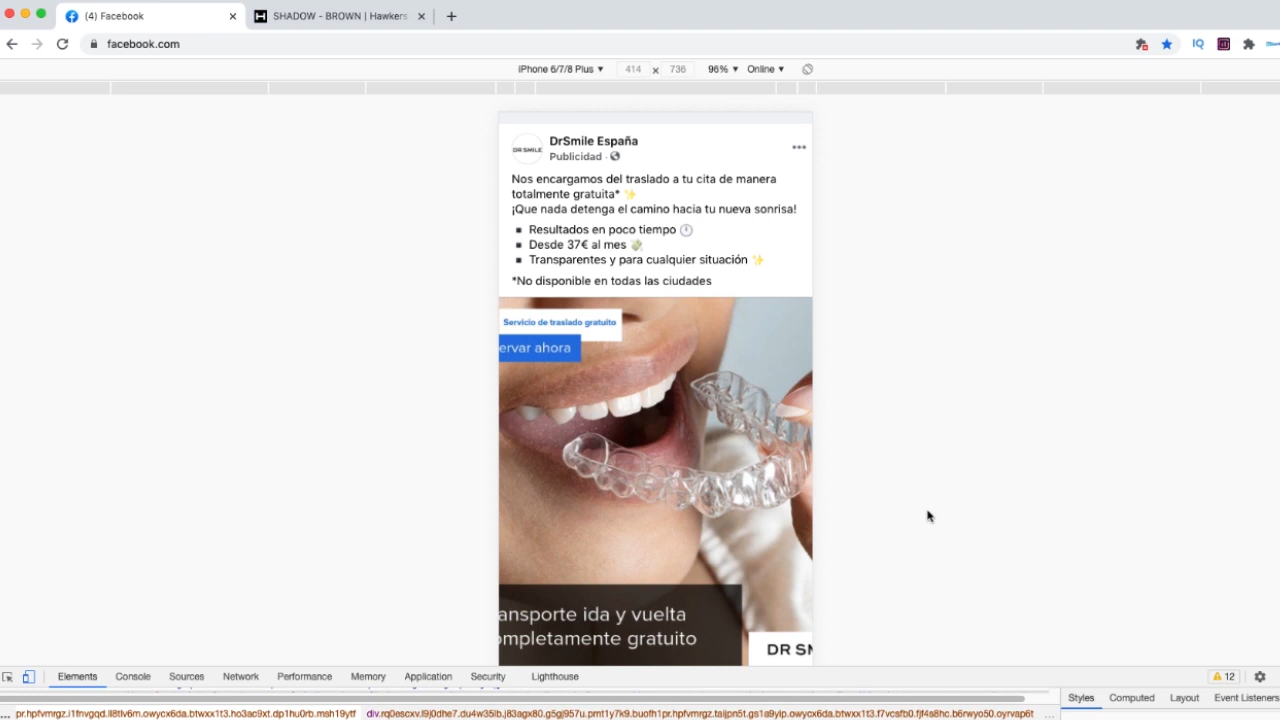 (4) Facebook
SHADOW - BROWN | Hawkers
facebook.com
IQ
iPhone 6/7/8 Plus ▼ 414 x 736 96% ▼ Online ▼
DR SMILE
DrSmile España
Publicidad ·
Nos encargamos del traslado a tu cita de manera
totalmente gratuita* ✨
¡Que nada detenga el camino hacia tu nueva sonrisa!
▪ Resultados en poco tiempo 🕛
▪ Desde 37€ al mes 💸
▪ Transparentes y para cualquier situación ✨
*No disponible en todas las ciudades
Servicio de traslado gratuito
ervar ahora
ansporte ida y vuelta
ompletamente gratuito
DR SM
Elements Console Sources Network Performance Memory Application Security Lighthouse 12
Styles Computed Layout Event Listeners